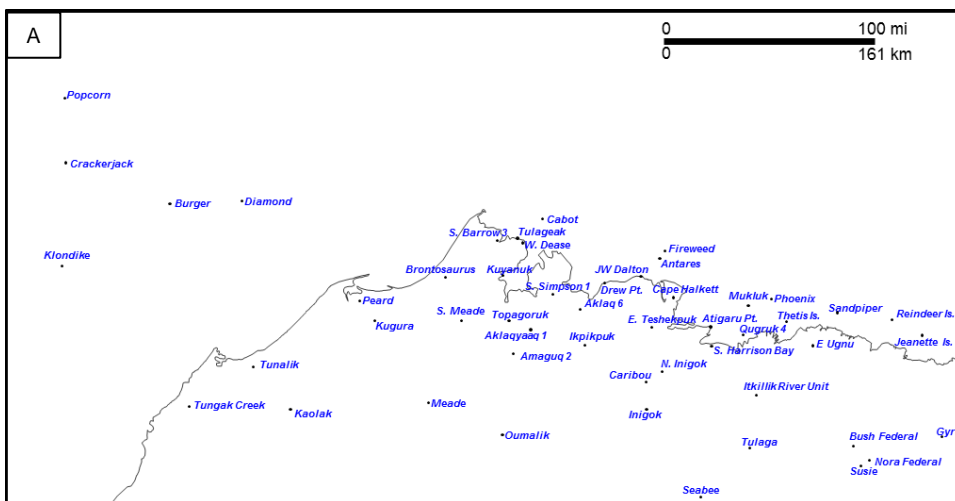 A
0 100 mi
0 161 km
Popcorn
Crackerjack
Burger
Diamond
Cabot
S. Barrow 3
Tulageak
W. Dease
Fireweed
Antares
Klondike
Brontosaurus
Kuyanuk
JW Dalton
S. Simpson 1
Drew Pt.
Cape Halkett
Mukluk
Phoenix
Peard
Aklaq 6
Sandpiper
S. Meade
Topagoruk
Kugura
E. Teshekpuk
Atigaru Pt.
Thetis Is.
Reindeer Is.
Aklaqyaaq 1
Ikpikpuk
Qugruk 4
Jeanette Is.
Amaguq 2
S. Harrison Bay
E Ugnu
Tunalik
N. Inigok
Caribou
Itkillik River Unit
Tungak Creek
Kaolak
Meade
Inigok
Oumalik
Tulaga
Bush Federal
Gyr
Nora Federal
Susie
Seabee